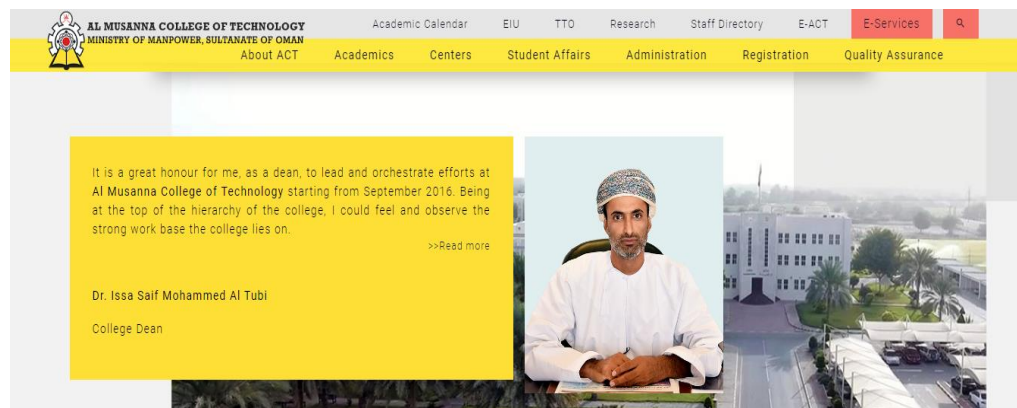 AL MUSANNA COLLEGE OF TECHNOLOGY
MINISTRY OF MANPOWER, SULTANATE OF OMAN
Academic Calendar EIU TTO Research Staff Directory E-ACT E-Services
About ACT Academics Centers Student Affairs Administration Registration Quality Assurance
It is a great honour for me, as a dean, to lead and orchestrate efforts at
Al Musanna College of Technology starting from September 2016. Being
at the top of the hierarchy of the college, I could feel and observe the
strong work base the college lies on.
>>Read more
Dr. Issa Saif Mohammed Al Tubi
College Dean